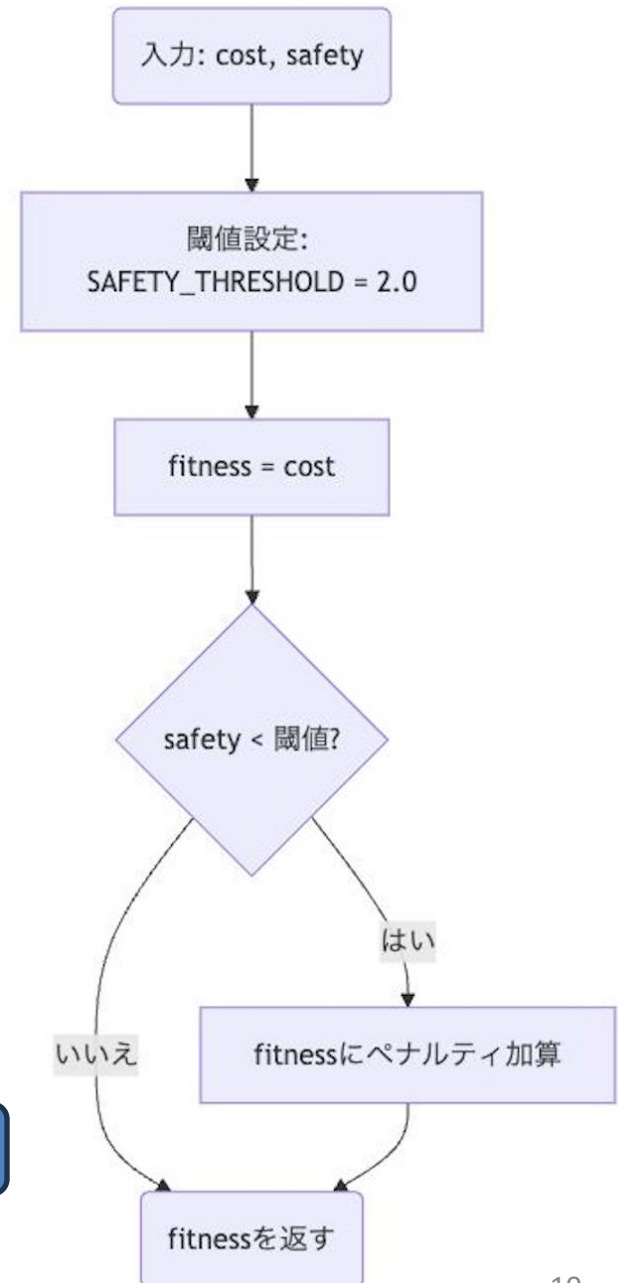 入力: cost, safety
閾値設定:
SAFETY_THRESHOLD = 2.0
fitness = cost
safety < 閾値?
はい
いいえ
fitnessにペナルティ加算
fitnessを返す